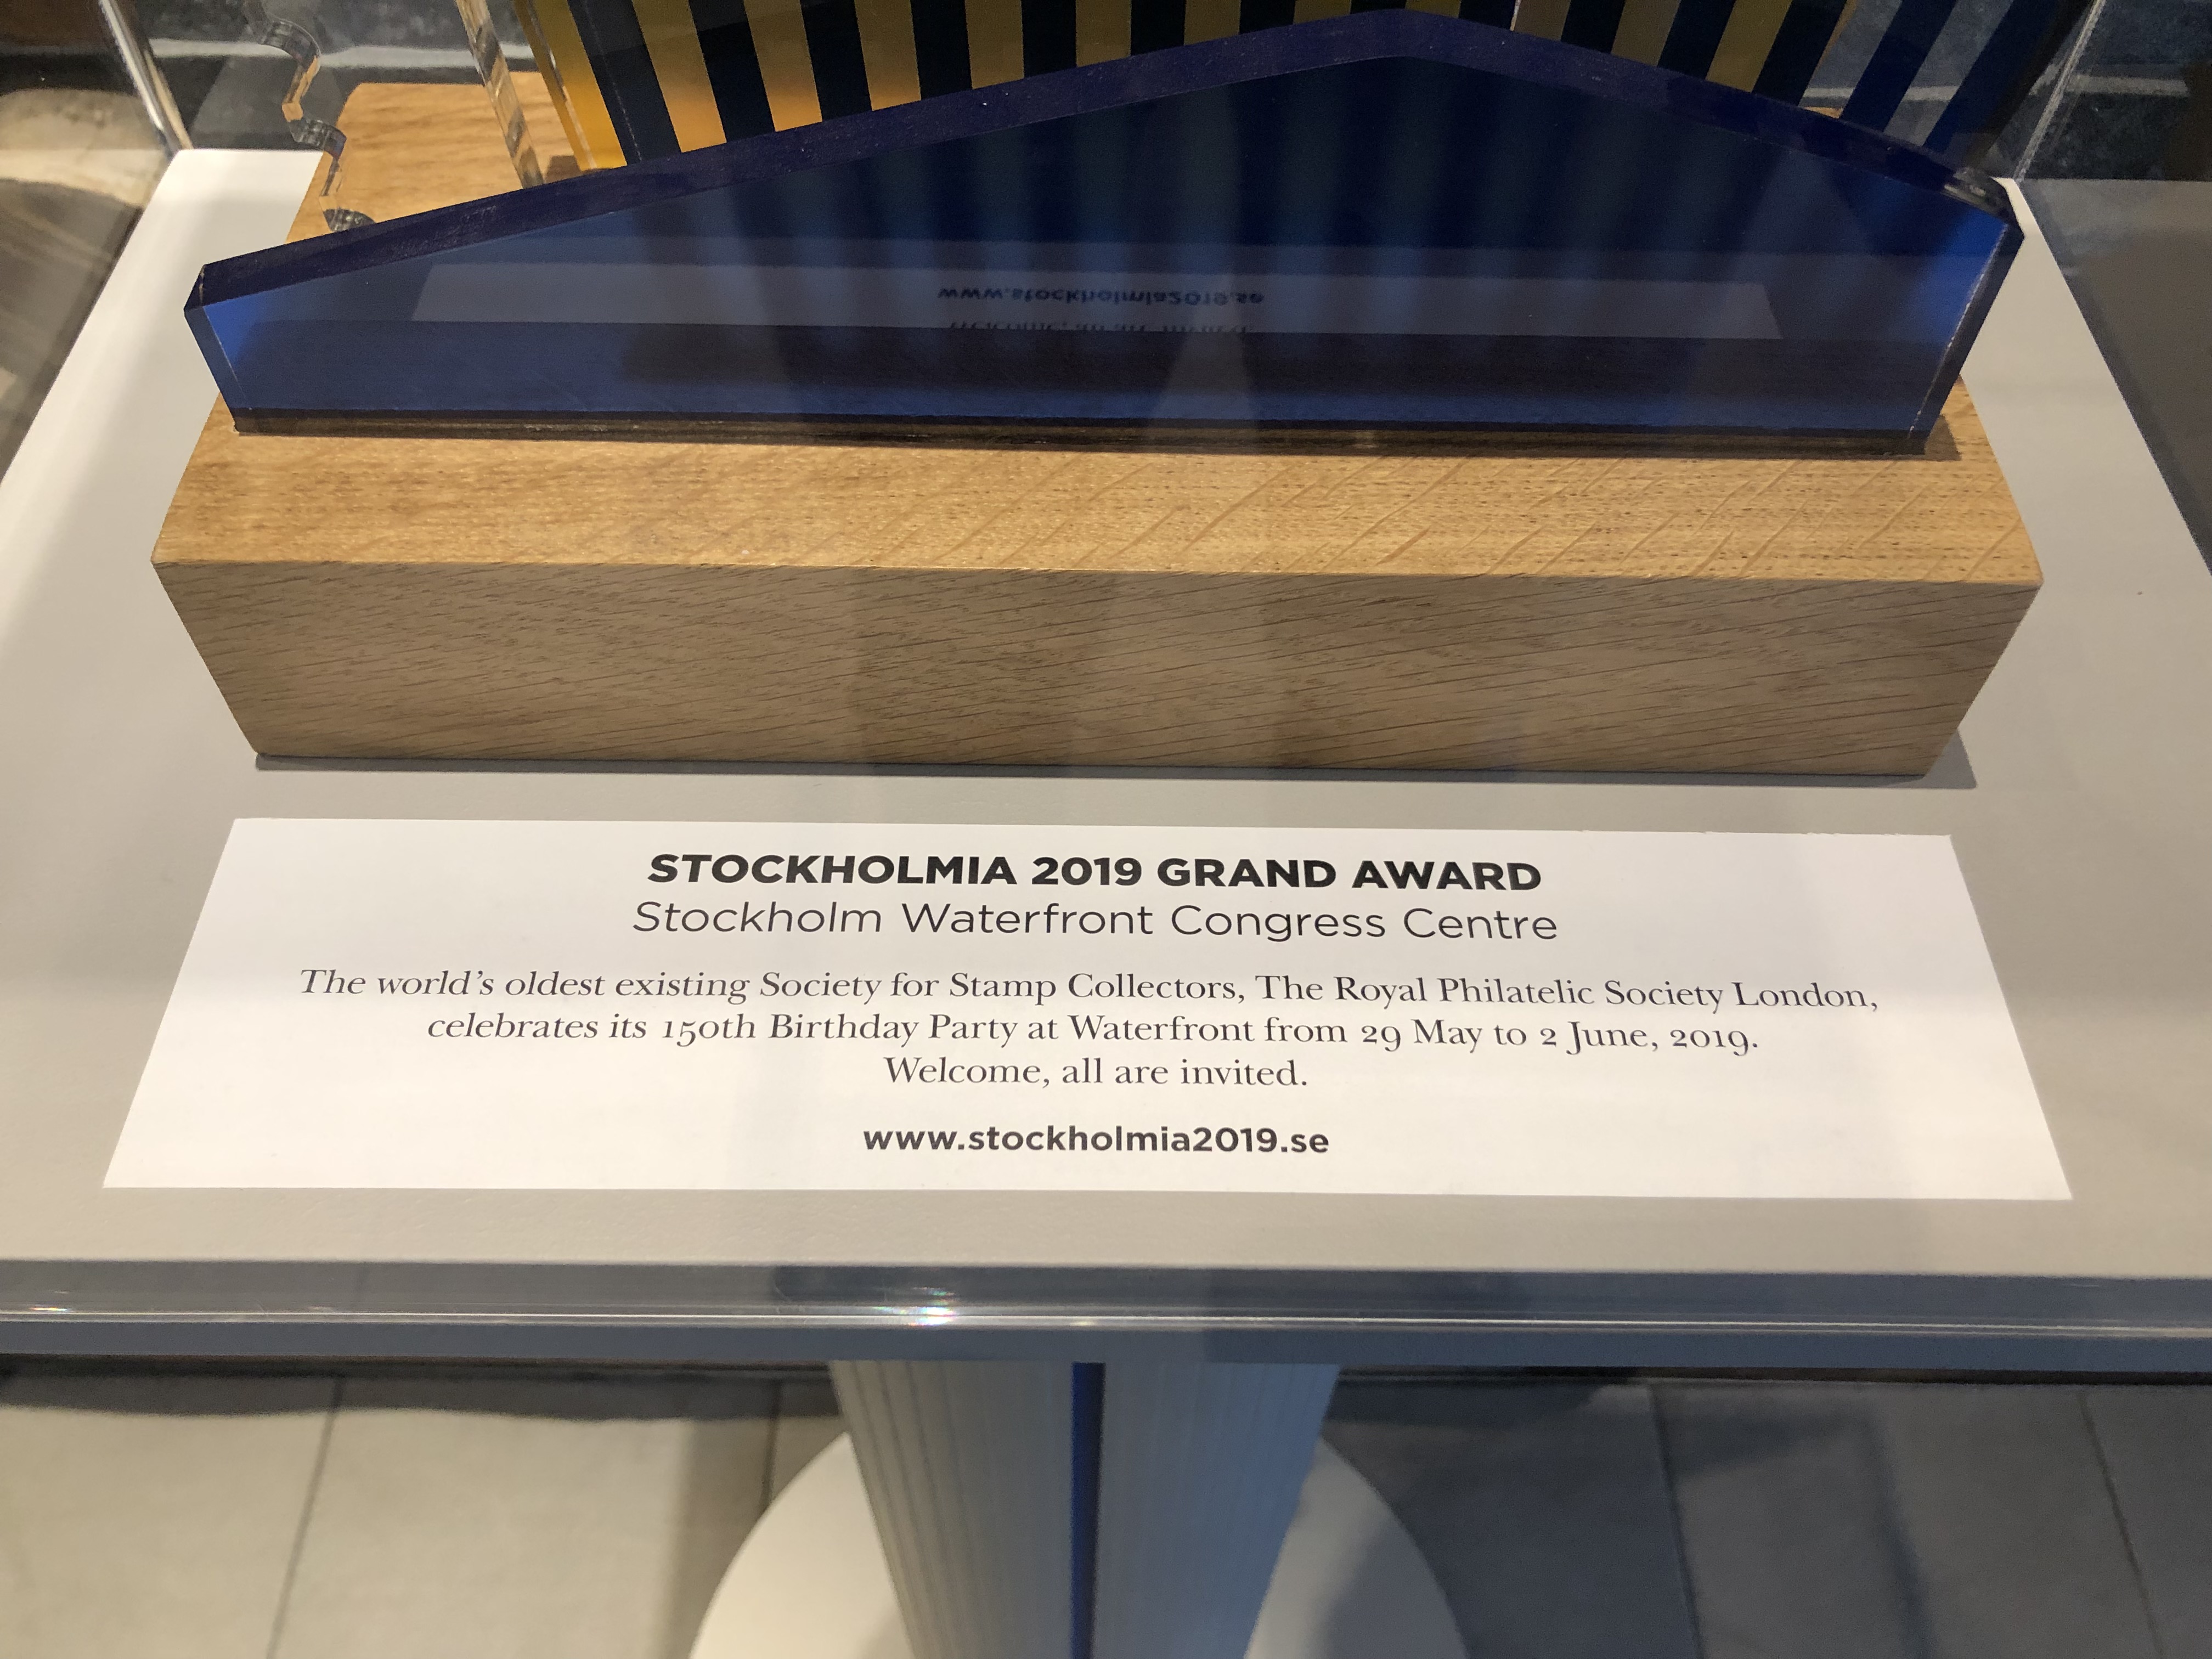 STOCKHOLMIA 2019 GRAND AWARD
Stockholm Waterfront Congress Centre
The world's oldest existing Society for Stamp Collectors, The Royal Philatelic Society London,
celebrates its 150th Birthday Party at Waterfront from 29 May to 2 June, 2019.
Welcome, all are invited.
www.stockholmia2019.se